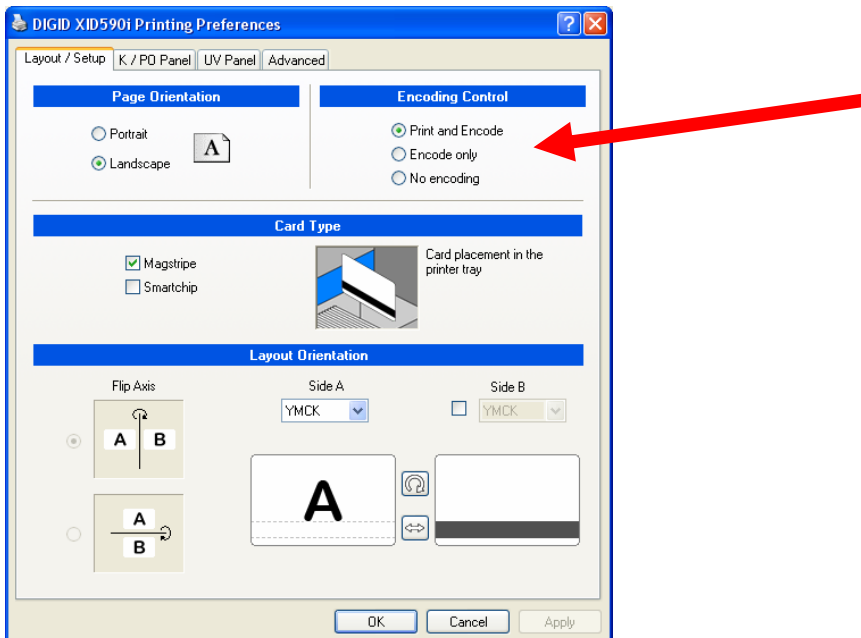 DIGID XID590i Printing Preferences
Layout / Setup K / PO Panel UV Panel Advanced
Page Orientation
Portrait
Landscape
A
Encoding Control
Print and Encode
Encode only
No encoding
Card Type
Magstripe
Smartchip
Card placement in the
printer tray
Layout Orientation
Flip Axis
A B
A
B
Side A
YMCK
Side B
YMCK
A
OK Cancel Apply